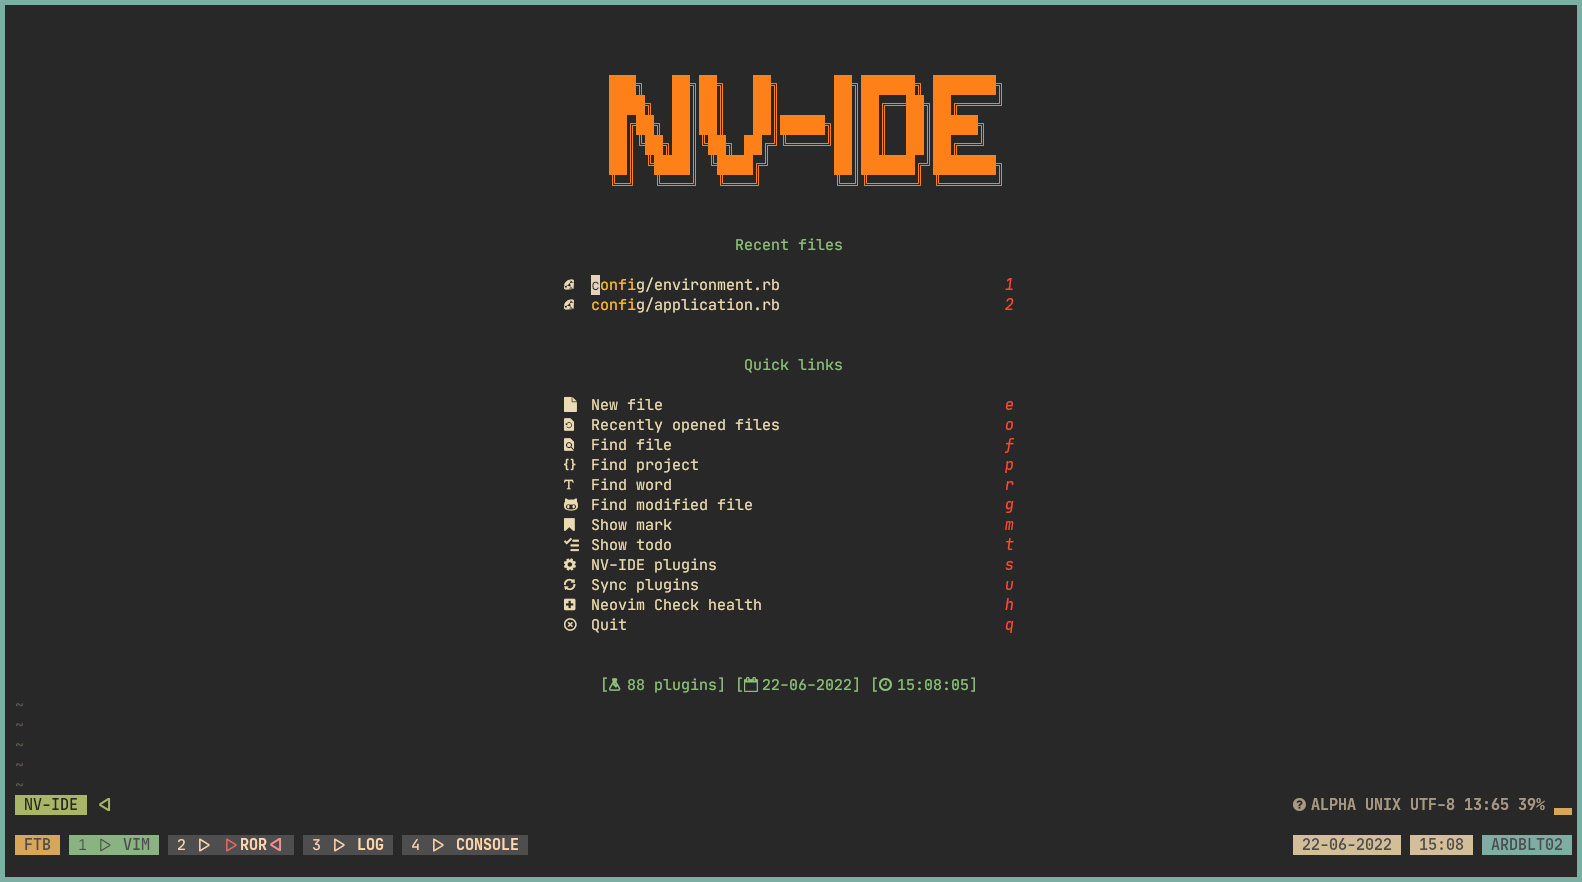 NV-IDE
Recent files
config/environment.rb 1
config/application.rb 2
Quick links
New file e
Recently opened files o
Find file f
Find project p
Find word r
Find modified file g
Show mark m
Show todo t
NV-IDE plugins s
Sync plugins u
Neovim Check health h
Quit q
[88 plugins] [22-06-2022] [15:08:05]
~
~
~
~
~
NV-IDE ALPHA UNIX UTF-8 13:65 39%
FTB 1 VIM 2 ROR 3 LOG 4 CONSOLE 22-06-2022 15:08 ARDBLT02